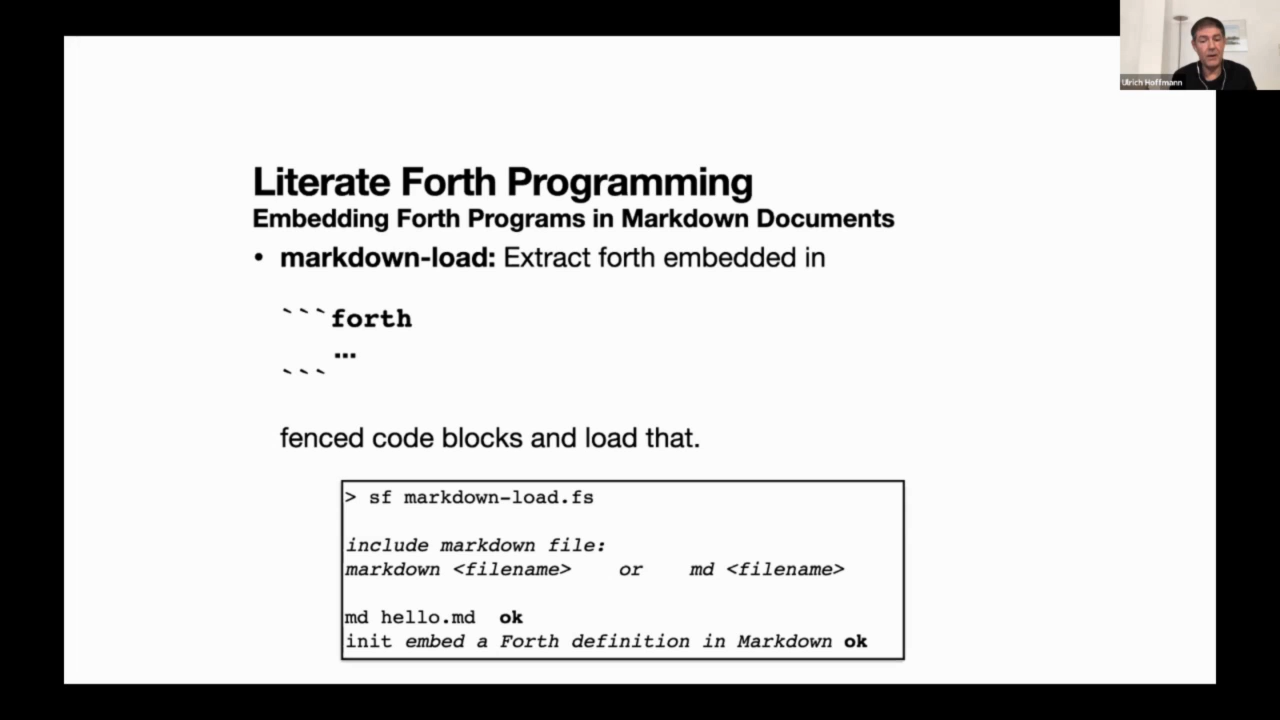 Ulrich Hoffmann
Literate Forth Programming
Embedding Forth Programs in Markdown Documents
• markdown-load: Extract forth embedded in
```forth
...
```
fenced code blocks and load that.
> sf markdown-load.fs
include markdown file:
markdown <filename> or md <filename>
md hello.md ok
init embed a Forth definition in Markdown ok